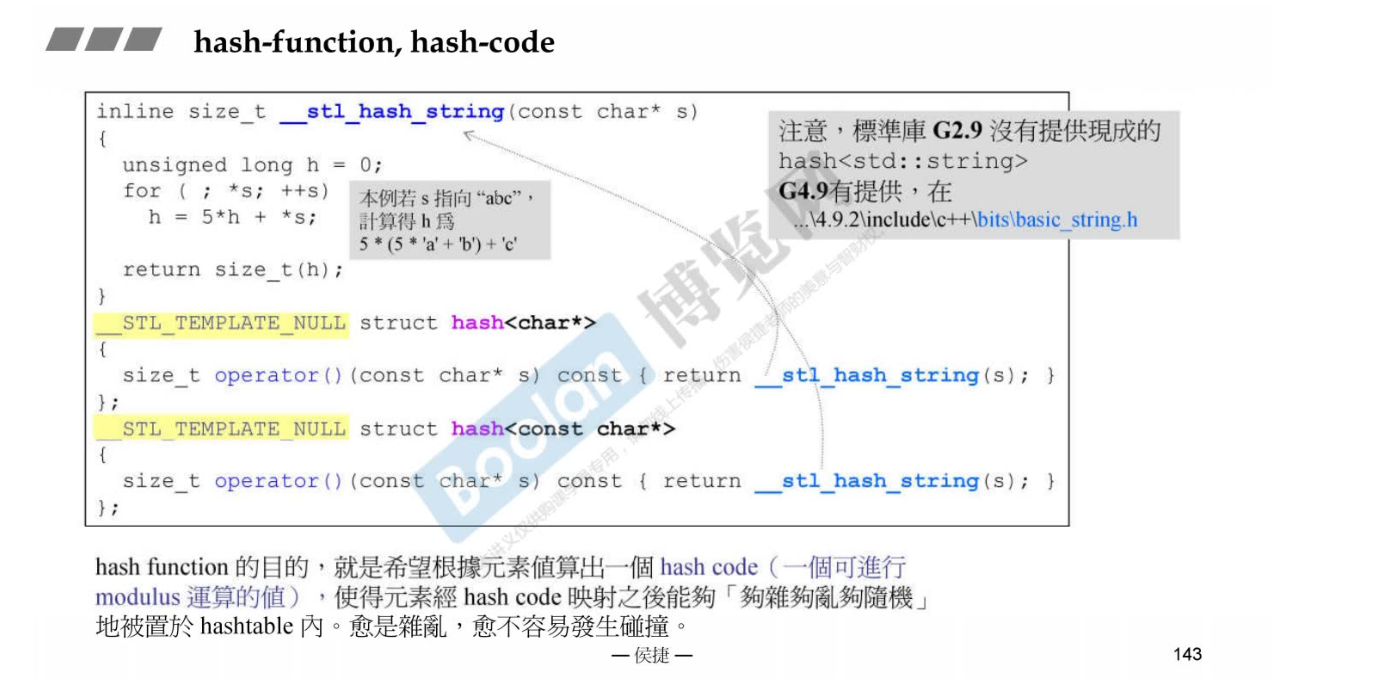 hash-function, hash-code
inline size_t __stl_hash_string(const char* s)
{
unsigned long h = 0;
for ( ; *s; ++s)
h = 5*h + *s;
return size_t(h);
}
本例若 s 指向 “abc”，
計算得 h 爲
5 * (5 * 'a' + 'b') + 'c'
注意，標準庫 G2.9 沒有提供現成的
hash<std::string>
G4.9有提供，在
...\4.9.2\include\c++\bits\basic_string.h
__STL_TEMPLATE_NULL struct hash<char*>
{
size_t operator()(const char* s) const { return __stl_hash_string(s); }
};
__STL_TEMPLATE_NULL struct hash<const char*>
{
size_t operator()(const char* s) const { return __stl_hash_string(s); }
};
Boolan 博览网
hash function 的目的，就是希望根據元素值算出一個 hash code（一個可進行
modulus 運算的值），使得元素經 hash code 映射之後能夠「夠雜夠亂夠隨機」
地被置於 hashtable 內。愈是雜亂，愈不容易發生碰撞。
— 侯捷 —
143